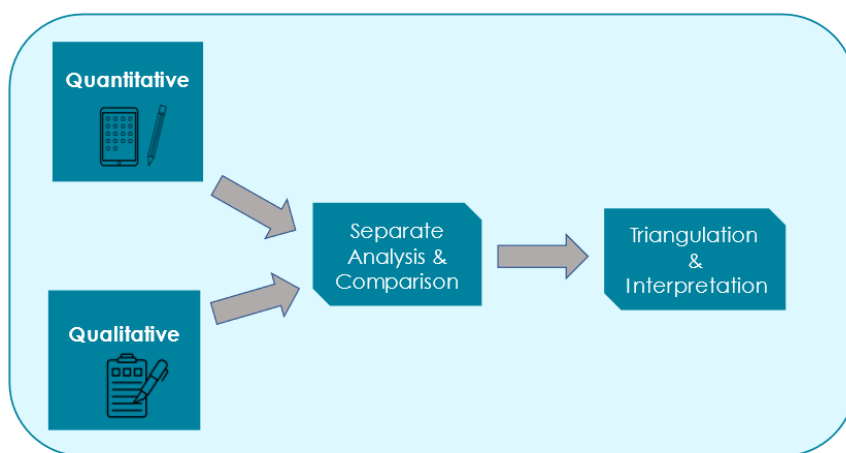 Quantitative
Qualitative
Separate
Analysis &
Comparison
Triangulation
&
Interpretation